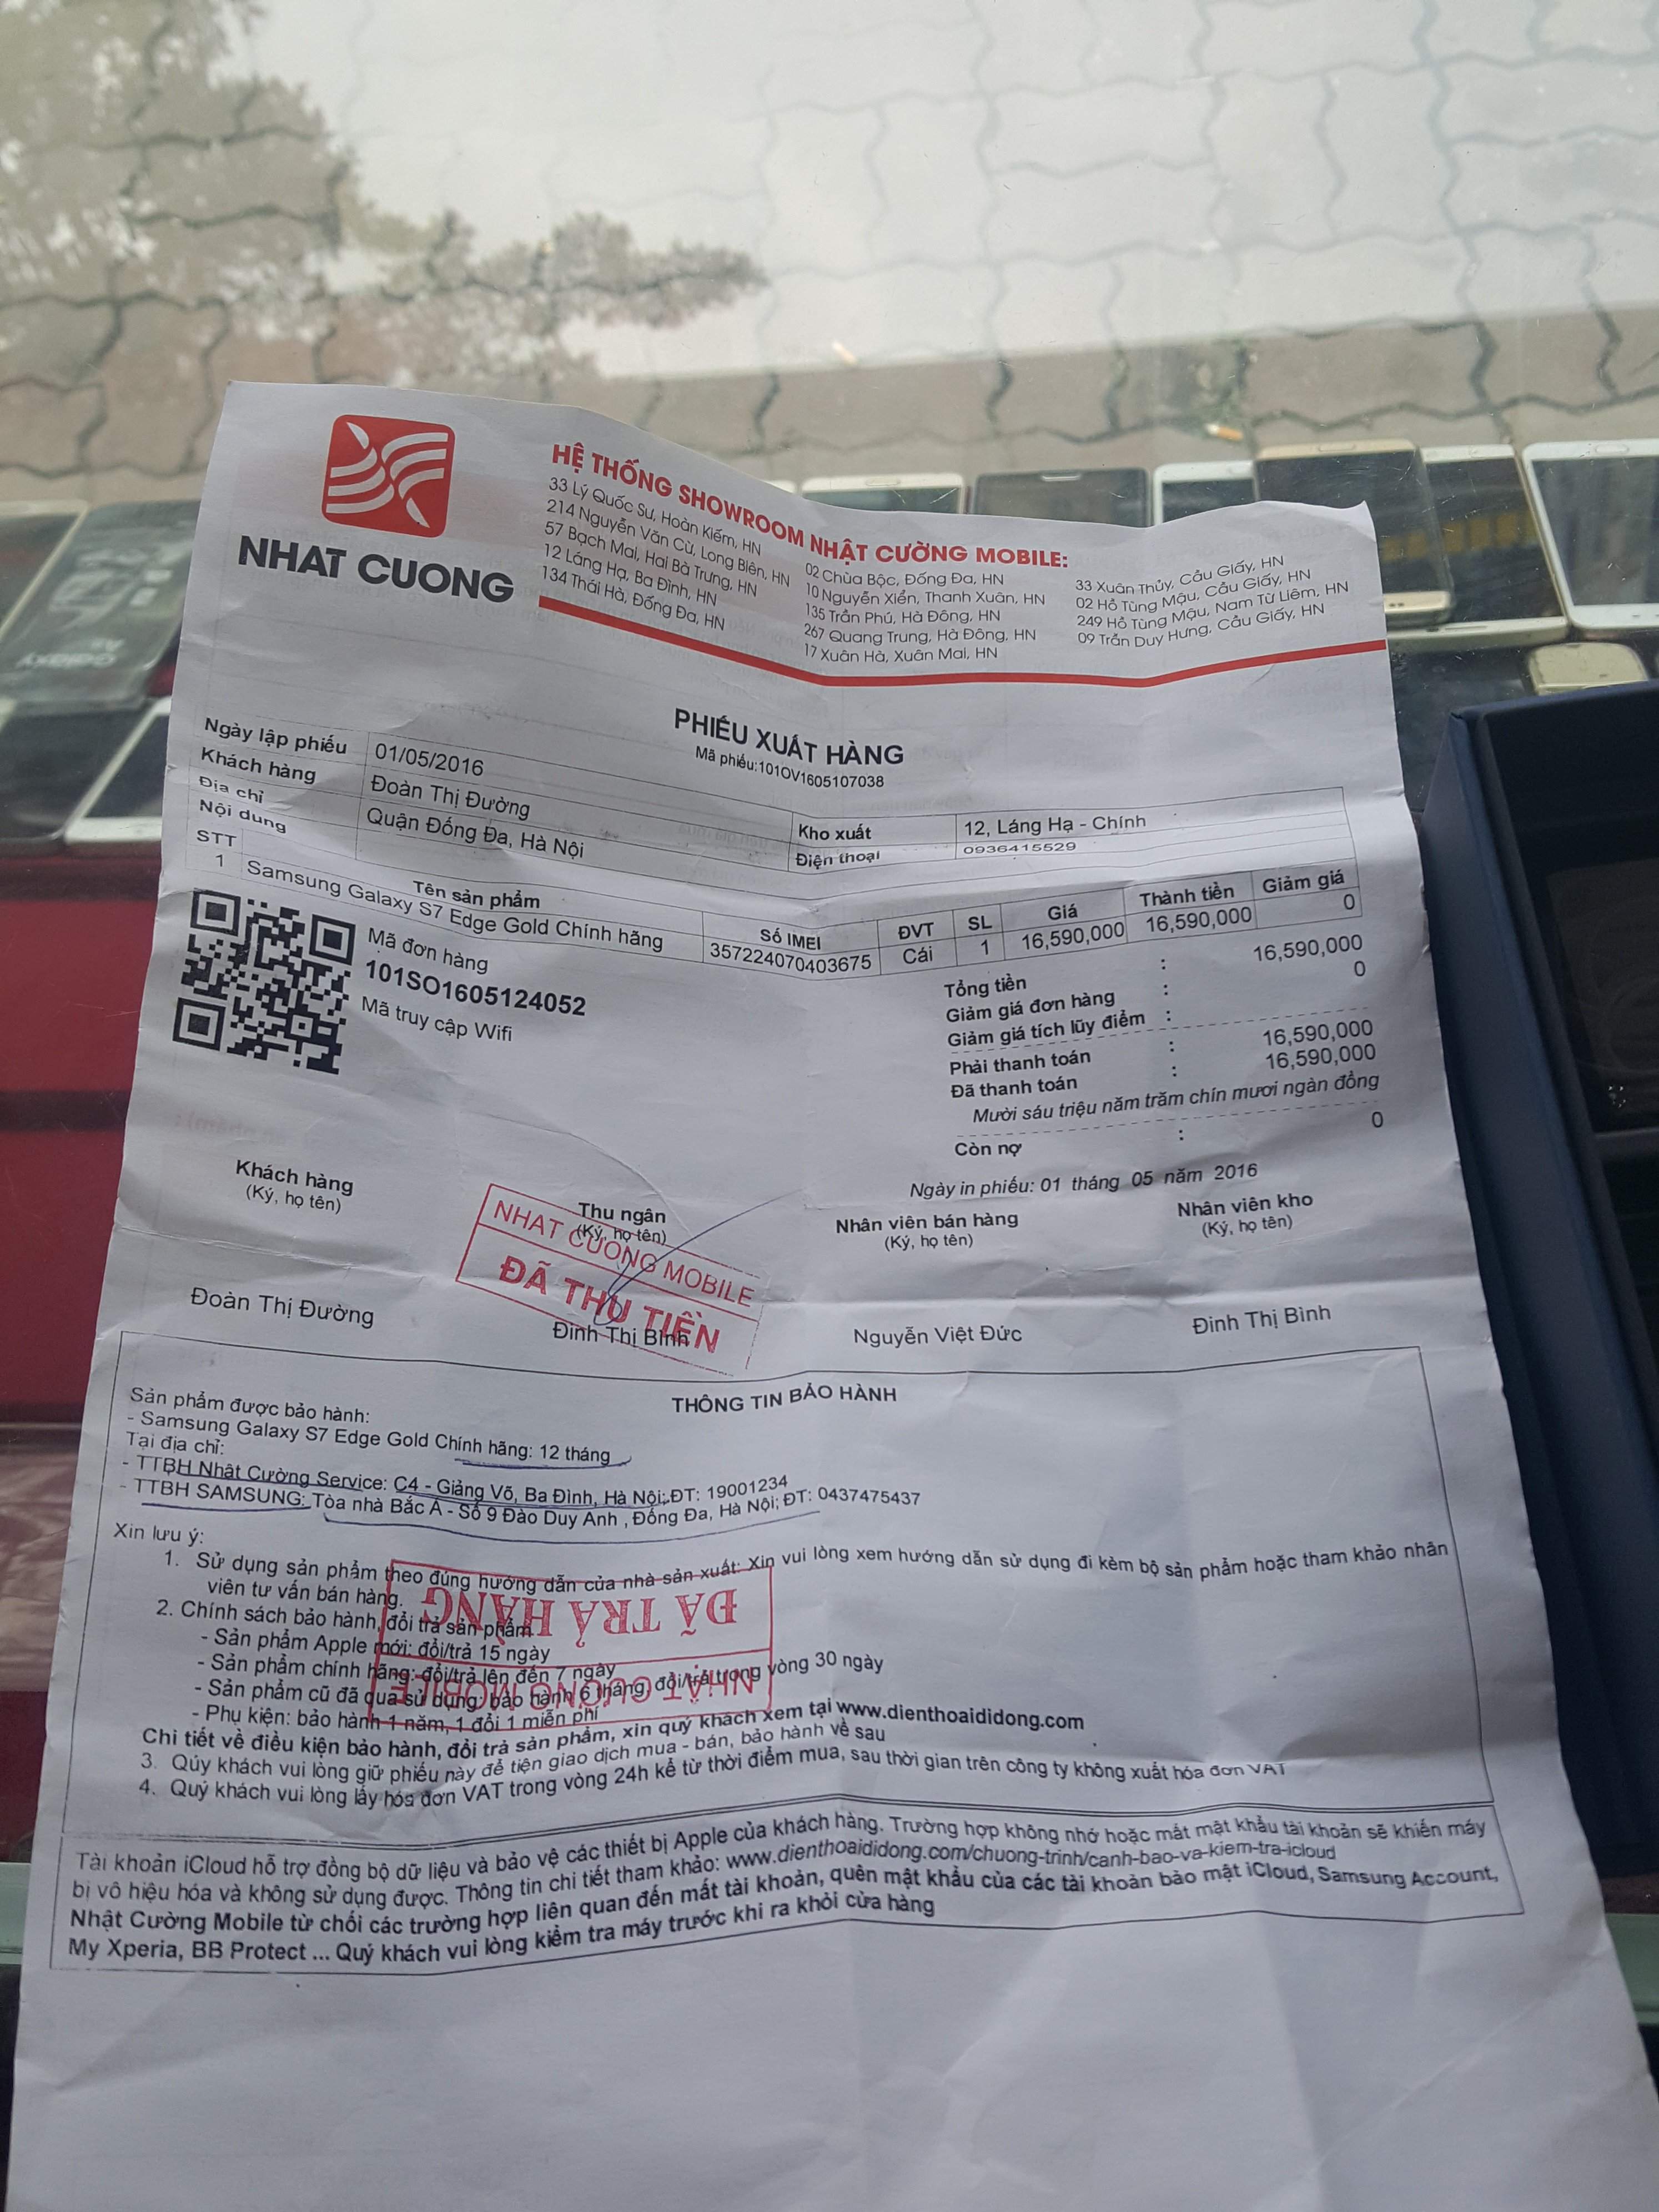 NHAT CUONG
HỆ THỐNG SHOWROOM NHẬT CƯỜNG MOBILE:
33 Lý Quốc Sư, Hoàn Kiếm, HN
214 Nguyễn Văn Cừ, Long Biên, HN
57 Bạch Mai, Hai Bà Trưng, HN
12 Láng Hạ, Ba Đình, HN
134 Thái Hà, Đống Đa, HN
02 Chùa Bộc, Đống Đa, HN
10 Nguyễn Xiển, Thanh Xuân, HN
135 Trần Phú, Hà Đông, HN
267 Quang Trung, Hà Đông, HN
17 Xuân Hà, Xuân Mai, HN
33 Xuân Thủy, Cầu Giấy, HN
02 Hồ Tùng Mậu, Cầu Giấy, HN
249 Hồ Tùng Mậu, Nam Từ Liêm, HN
09 Trần Duy Hưng, Cầu Giấy, HN
PHIẾU XUẤT HÀNG
Mã phiếu:101OV1605107038
Ngày lập phiếu 01/05/2016
Khách hàng Đoàn Thị Đường Kho xuất 12, Láng Hạ - Chính
Địa chỉ Quận Đống Đa, Hà Nội Điện thoại 0936415529
Nội dung
STT Tên sản phẩm Số IMEI ĐVT SL Giá Thành tiền Giảm giá
1 Samsung Galaxy S7 Edge Gold Chính hãng 357224070403675 Cái 1 16,590,000 16,590,000 0
Mã đơn hàng
101SO1605124052
Mã truy cập Wifi
Tổng tiền : 16,590,000
Giảm giá đơn hàng : 0
Giảm giá tích lũy điểm :
Phải thanh toán : 16,590,000
Đã thanh toán : 16,590,000
Mười sáu triệu năm trăm chín mươi ngàn đồng
Còn nợ : 0
Ngày in phiếu: 01 tháng 05 năm 2016
Khách hàng Thu ngân Nhân viên bán hàng Nhân viên kho
(Ký, họ tên) (Ký, họ tên) (Ký, họ tên) (Ký, họ tên)
NHAT CUONG MOBILE
ĐÃ THU TIỀN
Đoàn Thị Đường Đinh Thị Bình Nguyễn Việt Đức Đinh Thị Bình
THÔNG TIN BẢO HÀNH
Sản phẩm được bảo hành:
- Samsung Galaxy S7 Edge Gold Chính hãng: 12 tháng
Tại địa chỉ:
- TTBH Nhật Cường Service: C4 - Giảng Võ, Ba Đình, Hà Nội; ĐT: 19001234
- TTBH SAMSUNG: Tòa nhà Bắc Á - Số 9 Đào Duy Anh , Đống Đa, Hà Nội; ĐT: 0437475437
Xin lưu ý:
1. Sử dụng sản phẩm theo đúng hướng dẫn của nhà sản xuất: Xin vui lòng xem hướng dẫn sử dụng đi kèm bộ sản phẩm hoặc tham khảo nhân
viên tư vấn bán hàng.
2. Chính sách bảo hành, đổi trả sản phẩm
- Sản phẩm Apple mới: đổi/trả 15 ngày
- Sản phẩm chính hãng: đổi/trả lên đến 7 ngày
- Sản phẩm cũ đã qua sử dụng: bảo hành 6 tháng, đổi/trả trong vòng 30 ngày
- Phụ kiện: bảo hành 1 năm, 1 đổi 1 miễn phí
Chi tiết về điều kiện bảo hành, đổi trả sản phẩm, xin quý khách xem tại www.dienthoaididong.com
3. Qúy khách vui lòng giữ phiếu này để tiện giao dịch mua - bán, bảo hành về sau
4. Quý khách vui lòng lấy hóa đơn VAT trong vòng 24h kể từ thời điểm mua, sau thời gian trên công ty không xuất hóa đơn VAT
ĐÃ TRẢ HÀNG
NHẬT CƯỜNG MOBILE
Tài khoản iCloud hỗ trợ đồng bộ dữ liệu và bảo vệ các thiết bị Apple của khách hàng. Trường hợp không nhớ hoặc mất mật khẩu tài khoản sẽ khiến máy
bị vô hiệu hóa và không sử dụng được. Thông tin chi tiết tham khảo: www.dienthoaididong.com/chuong-trinh/canh-bao-va-kiem-tra-icloud
Nhật Cường Mobile từ chối các trường hợp liên quan đến mất tài khoản, quên mật khẩu của các tài khoản bảo mật iCloud, Samsung Account,
My Xperia, BB Protect ... Quý khách vui lòng kiểm tra máy trước khi ra khỏi cửa hàng